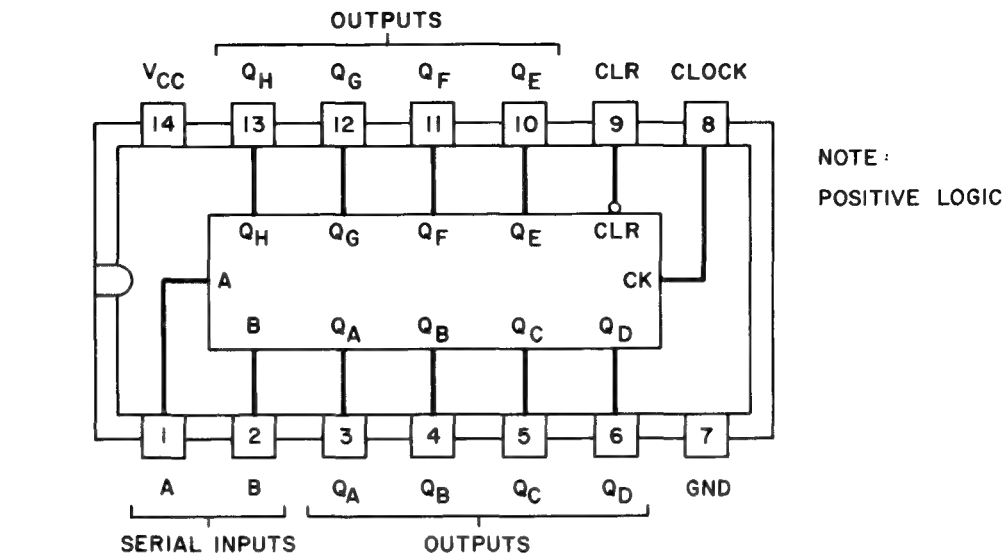 OUTPUTS
VCC QH QG QF QE CLR CLOCK
14 13 12 11 10 9 8
NOTE:
POSITIVE LOGIC
QH QG QF QE CLR
A CK
B QA QB QC QD
1 2 3 4 5 6 7
A B QA QB QC QD GND
SERIAL INPUTS OUTPUTS